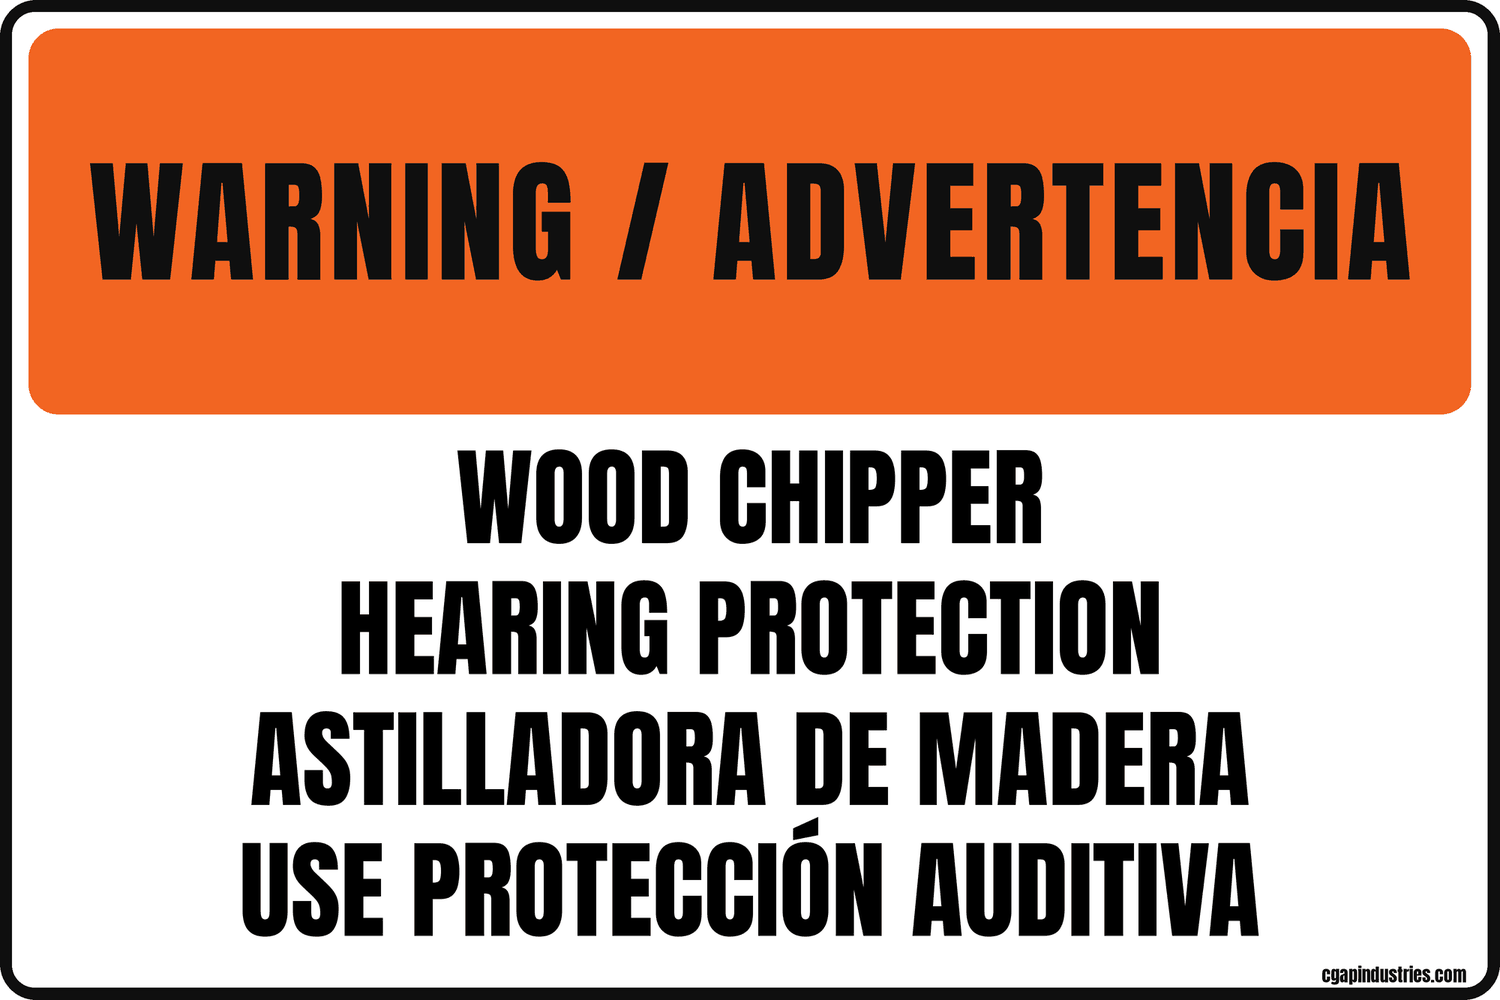 WARNING / ADVERTENCIA
WOOD CHIPPER
HEARING PROTECTION
ASTILLADORA DE MADERA
USE PROTECCIÓN AUDITIVA
cgapindustries.com